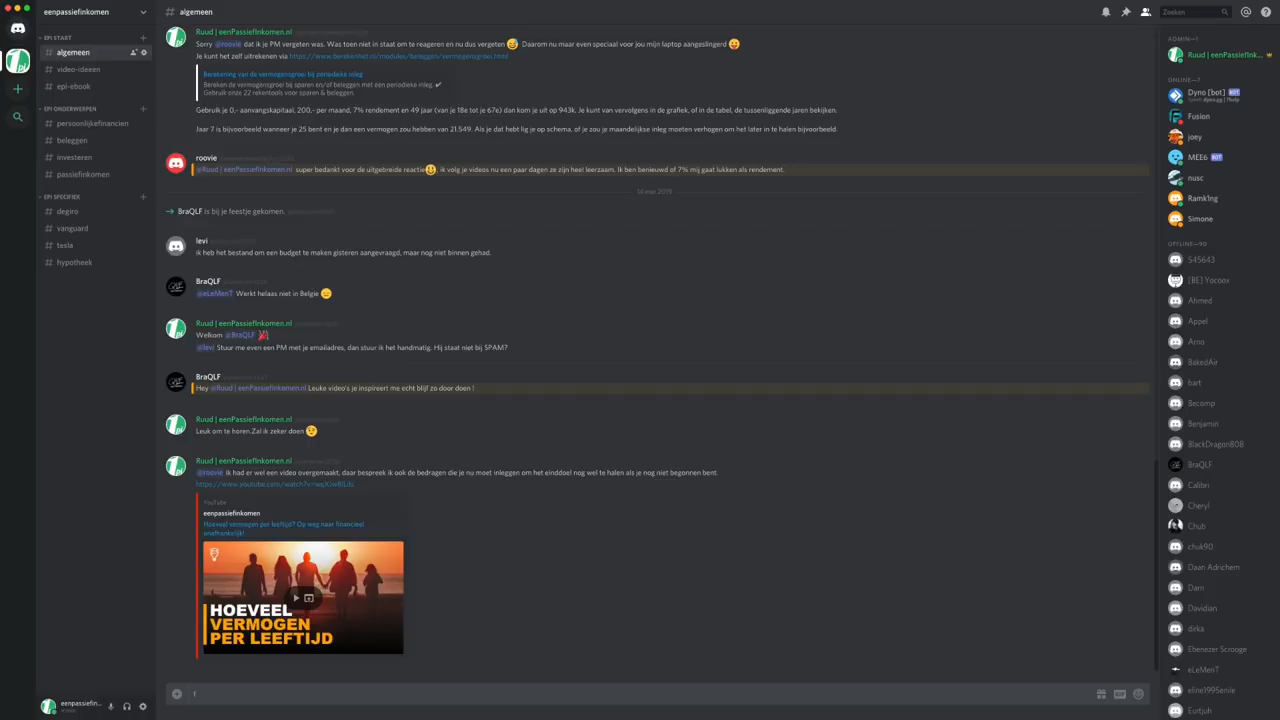 eenpassiefinkomen
EPI START
algemeen
video-ideeen
epi-ebook
EPI ONDERWERPEN
persoonlijkefinancien
beleggen
investeren
passiefinkomen
EPI SPECIFIEK
degiro
vanguard
tesla
hypotheek
eenpassiefin...
algemeen
Zoeken
Ruud | eenPassiefInkomen.nl
Sorry @roovie dat ik je PM vergeten was. Was toen niet in staat om te reageren en nu dus vergeten Daarom nu maar even speciaal voor jou mijn laptop aangeslingerd
Je kunt het zelf uitrekenen via https://www.berekenhet.nl/modules/beleggen/vermogensgroei.html
Berekening van de vermogensgroei bij periodieke inleg
Bereken de vermogensgroei bij sparen en/of beleggen met een periodieke inleg. ✔
Gebruik onze 22 rekentools voor sparen en beleggen.
Gebruik je 0,- aanvangskapitaal, 200,- per maand, 7% rendement en 49 jaar (van je 18e tot je 67e) dan kom je uit op 943k. Je kunt van vervolgens in de grafiek, of in de tabel, de tussenliggende jaren bekijken.
Jaar 7 is bijvoorbeeld wanneer je 25 bent en je dan een vermogen zou hebben van 21.549. Als je dat hebt lig je op schema, of je zou je maandelijkse inleg moeten verhogen om het later in te halen bijvoorbeeld.
roovie
@Ruud | eenPassiefInkomen.nl super bedankt voor de uitgebreide reactie , ik volg je videos nu een paar dagen ze zijn heel leerzaam. Ik ben benieuwd of 7% mij gaat lukken als rendement.
BraQLF is bij je feestje gekomen.
levi
ik heb het bestand om een budget te maken gisteren aangevraagd, maar nog niet binnen gehad.
BraQLF
@eLeMenT Werkt helaas niet in Belgie
Ruud | eenPassiefInkomen.nl
Welkom @BraQLF
@levi Stuur me even een PM met je emailadres, dan stuur ik het handmatig. Hij staat niet bij SPAM?
BraQLF
Hey @Ruud | eenPassiefInkomen.nl Leuke video's je inspireert me echt blijf zo door doen !
Ruud | eenPassiefInkomen.nl
Leuk om te horen.Zal ik zeker doen
Ruud | eenPassiefInkomen.nl
@roovie ik had er wel een video overgemaakt, daar bespreek ik ook de bedragen die je nu moet inleggen om het einddoel nog wel te halen als je nog niet begonnen bent.
YouTube
eenpassiefinkomen
Hoeveel vermogen per leeftijd? Op weg naar financieel
onafhankelijk!
HOEVEEL
VERMOGEN
PER LEEFTIJD
ADMIN—1
Ruud | eenPassiefInk...
ONLINE—7
Dyno [bot] BOT
Fusion
joey
MEE6 BOT
nusc
Ramk1ng
Simone
OFFLINE—90
545643
[BE] Yocoox
Ahmed
Appel
Arno
BakedAir
bart
Becomp
Benjamin
BlackDragon808
BraQLF
Calibri
Cheryl
Chub
chuk90
Daan Adrichem
Dam
Davidian
dirka
Ebenezer Scrooge
eLeMenT
eline1995emile
Eurtjuh